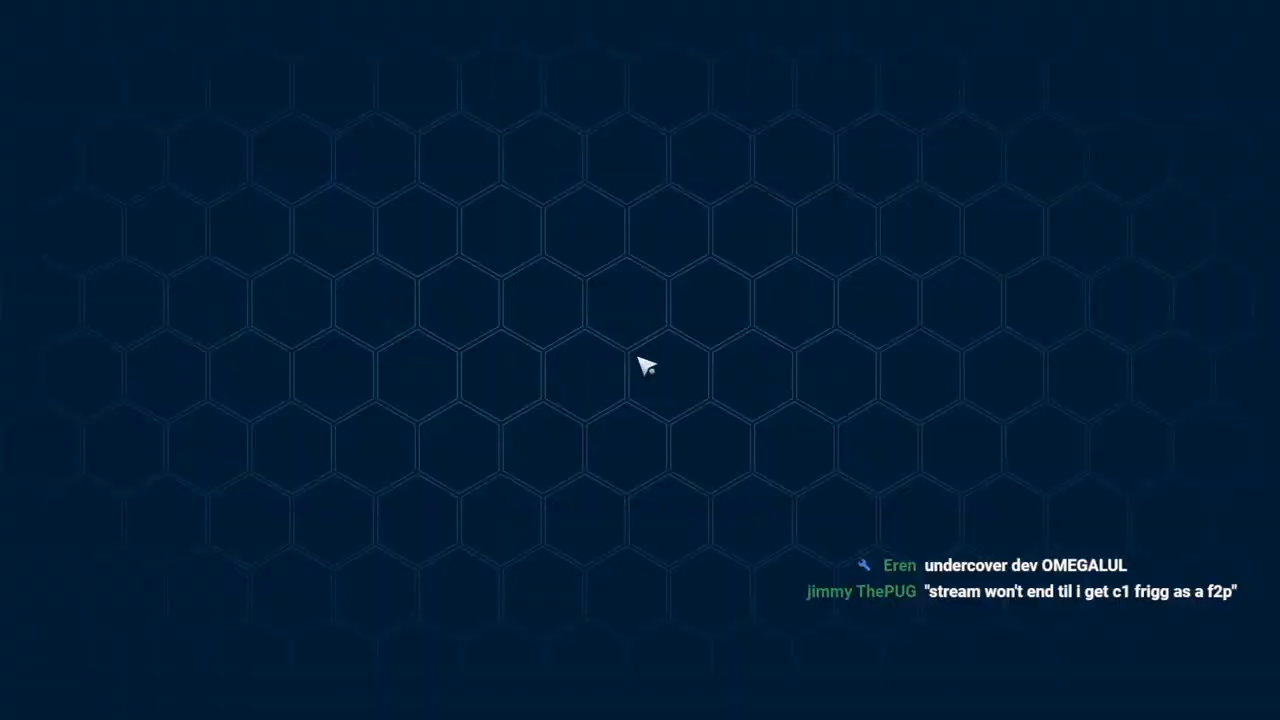 Eren undercover dev OMEGALUL
jimmy ThePUG "stream won't end til i get c1 frigg as a f2p"